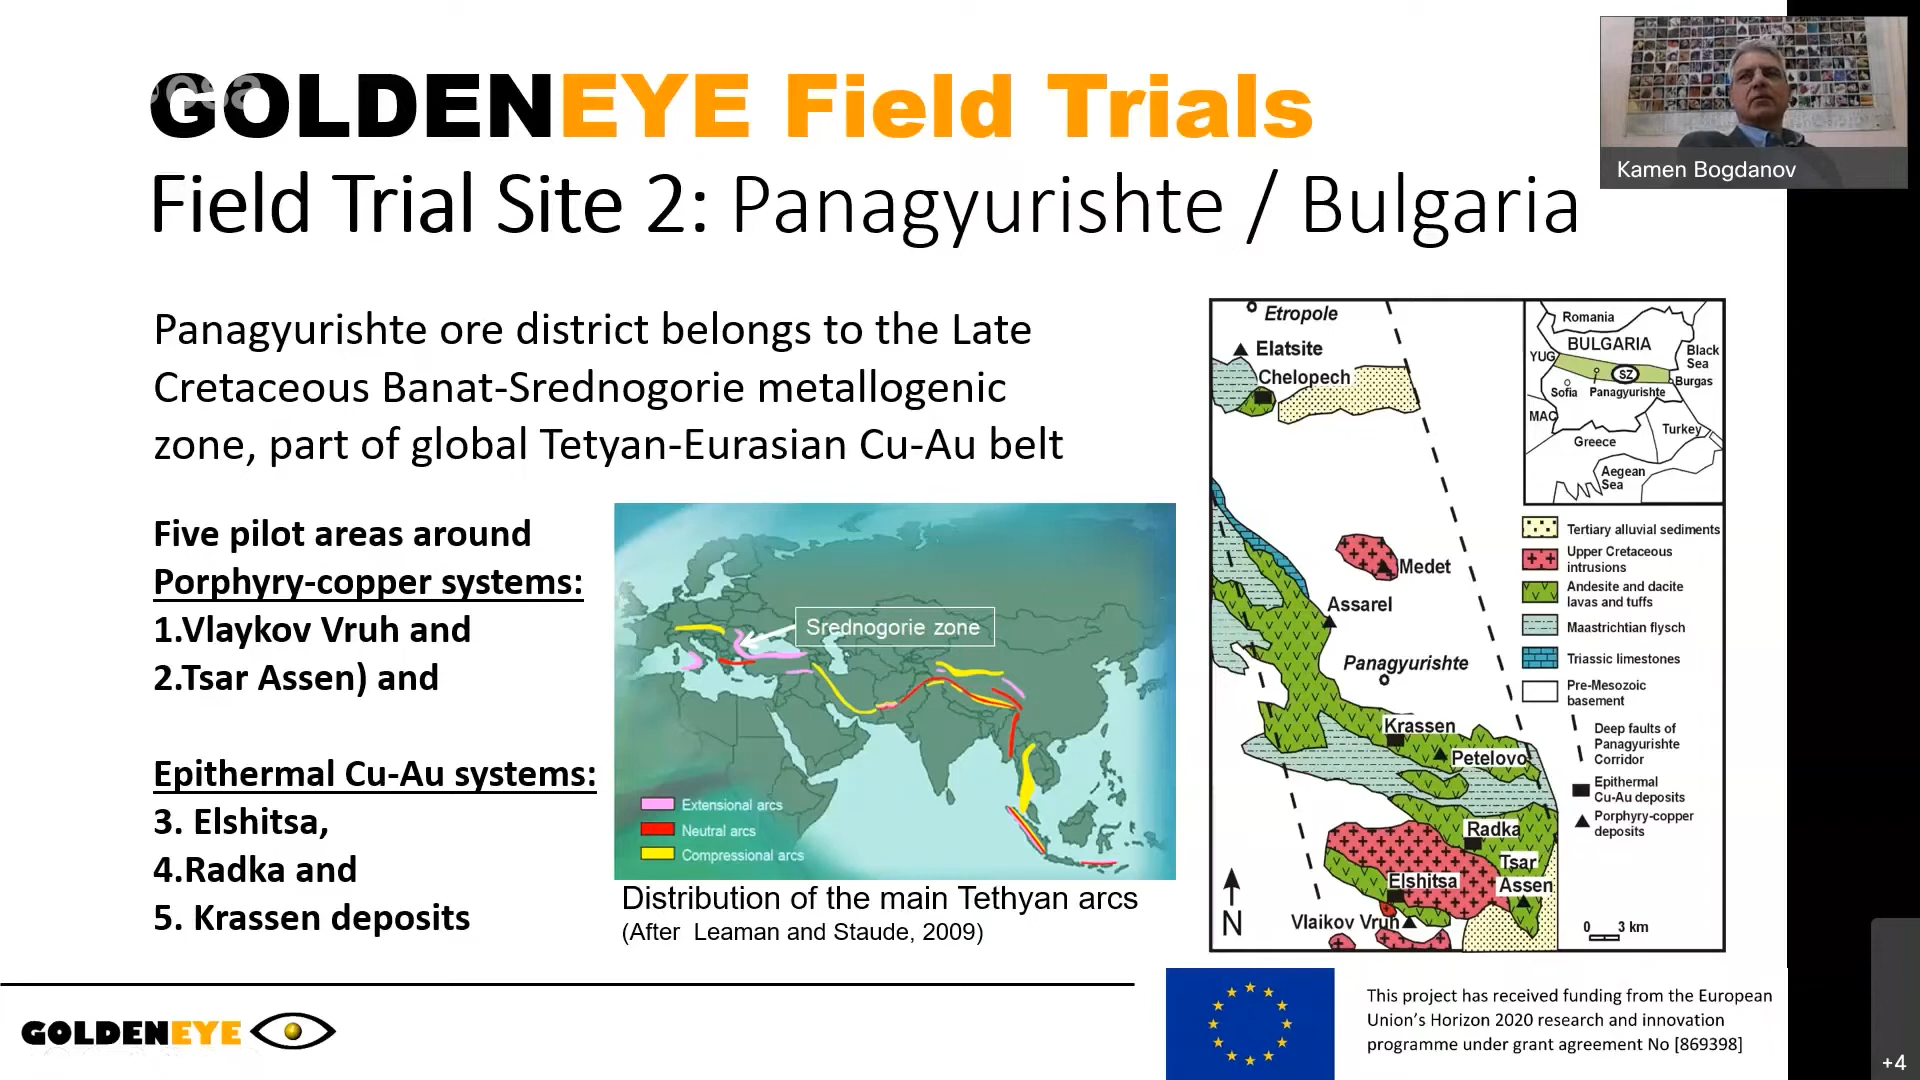 esa
GOLDENEYE Field Trials
Kamen Bogdanov
Field Trial Site 2: Panagyurishte / Bulgaria
Panagyurishte ore district belongs to the Late
Cretaceous Banat-Srednogorie metallogenic
zone, part of global Tetyan-Eurasian Cu-Au belt
Five pilot areas around
Porphyry-copper systems:
1.Vlaykov Vruh and
2.Tsar Assen) and
Epithermal Cu-Au systems:
3. Elshitsa,
4.Radka and
5. Krassen deposits
Srednogorie zone
Extensional arcs
Neutral arcs
Compressional arcs
Distribution of the main Tethyan arcs
(After Leaman and Staude, 2009)
Etropole
Elatsite
Chelopech
Medet
Assarel
Panagyurishte
Krassen
Petelovo
Radka
Tsar
Assen
Elshitsa
Vlaikov Vruh
N
0 3 km
Romania
BULGARIA
YUG
Black
Sea
SZ
Burgas
Sofia
Panagyurishte
MAC
Turkey
Greece
Aegean
Sea
Tertiary alluvial sediments
Upper Cretaceous
intrusions
Andesite and dacite
lavas and tuffs
Maastrichtian flysch
Triassic limestones
Pre-Mesozoic
basement
Deep faults of
Panagyurishte
Corridor
Epithermal
Cu-Au deposits
Porphyry-copper
deposits
GOLDENEYE
This project has received funding from the European
Union's Horizon 2020 research and innovation
programme under grant agreement No [869398]
+4